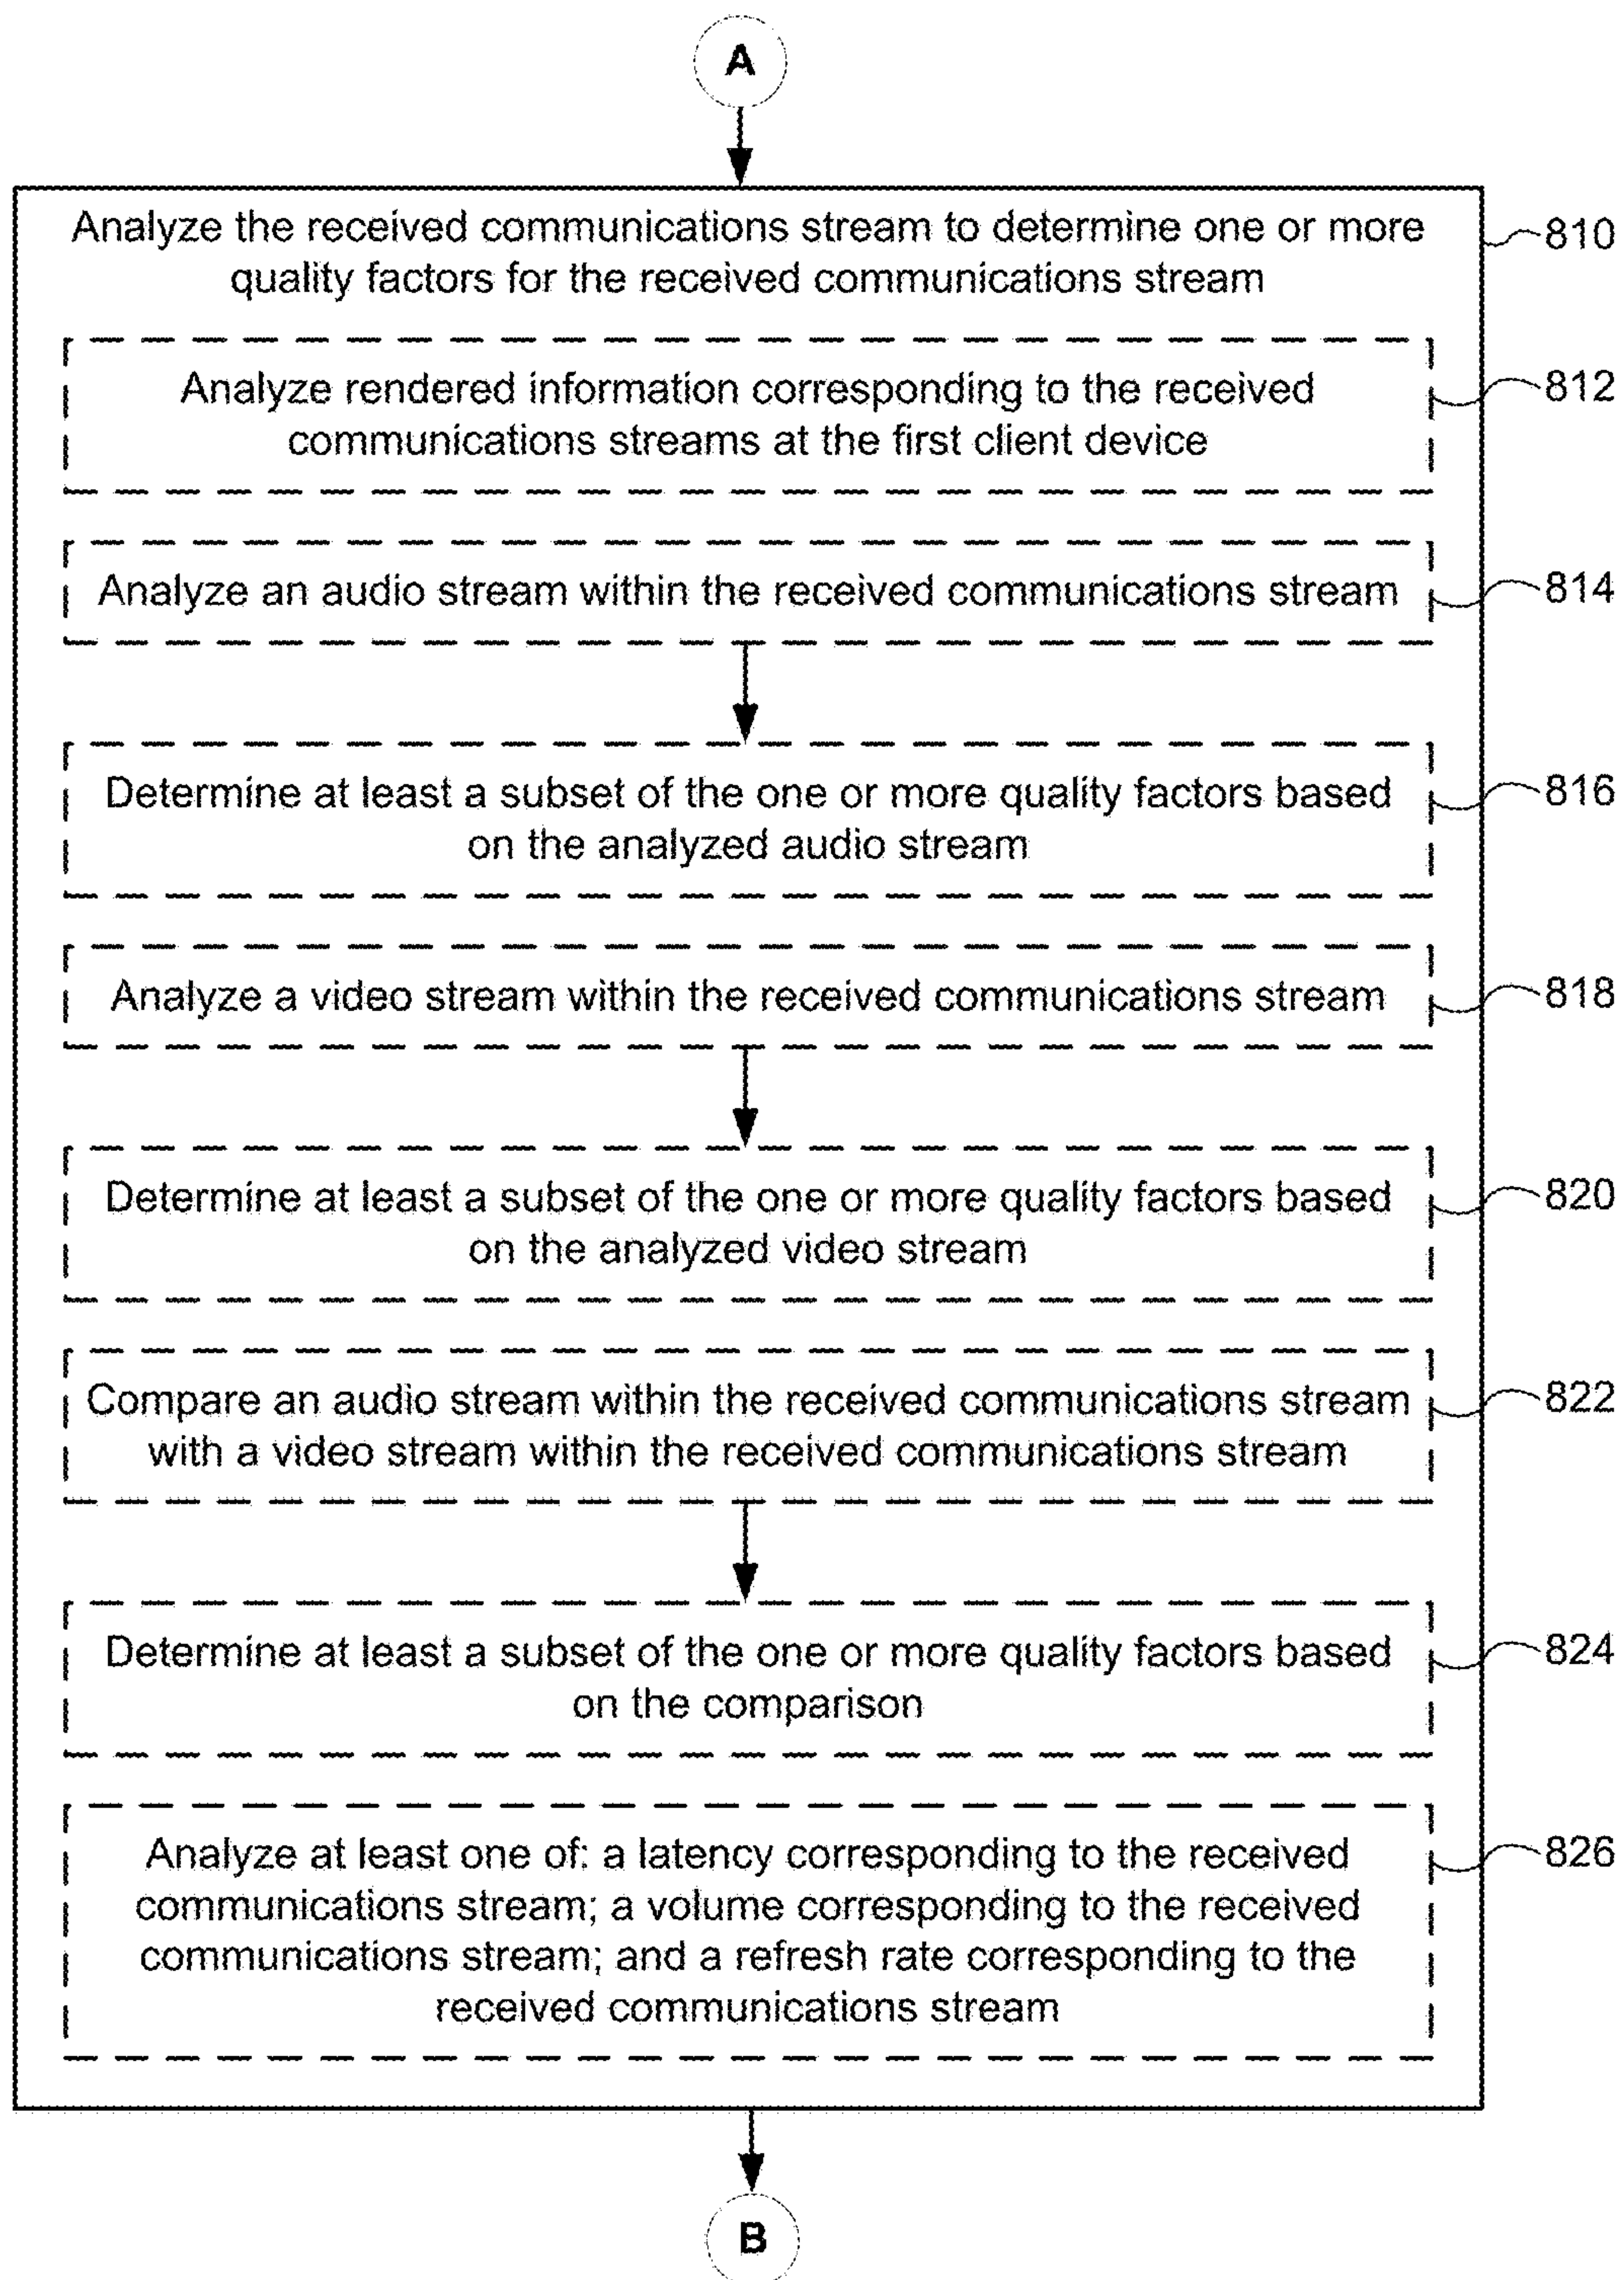 A
Analyze the received communications stream to determine one or more
quality factors for the received communications stream
810
Analyze rendered information corresponding to the received
communications streams at the first client device
812
Analyze an audio stream within the received communications stream
814
Determine at least a subset of the one or more quality factors based
on the analyzed audio stream
816
Analyze a video stream within the received communications stream
818
Determine at least a subset of the one or more quality factors based
on the analyzed video stream
820
Compare an audio stream within the received communications stream
with a video stream within the received communications stream
822
Determine at least a subset of the one or more quality factors based
on the comparison
824
Analyze at least one of: a latency corresponding to the received
communications stream; a volume corresponding to the received
communications stream; and a refresh rate corresponding to the
received communications stream
826
B